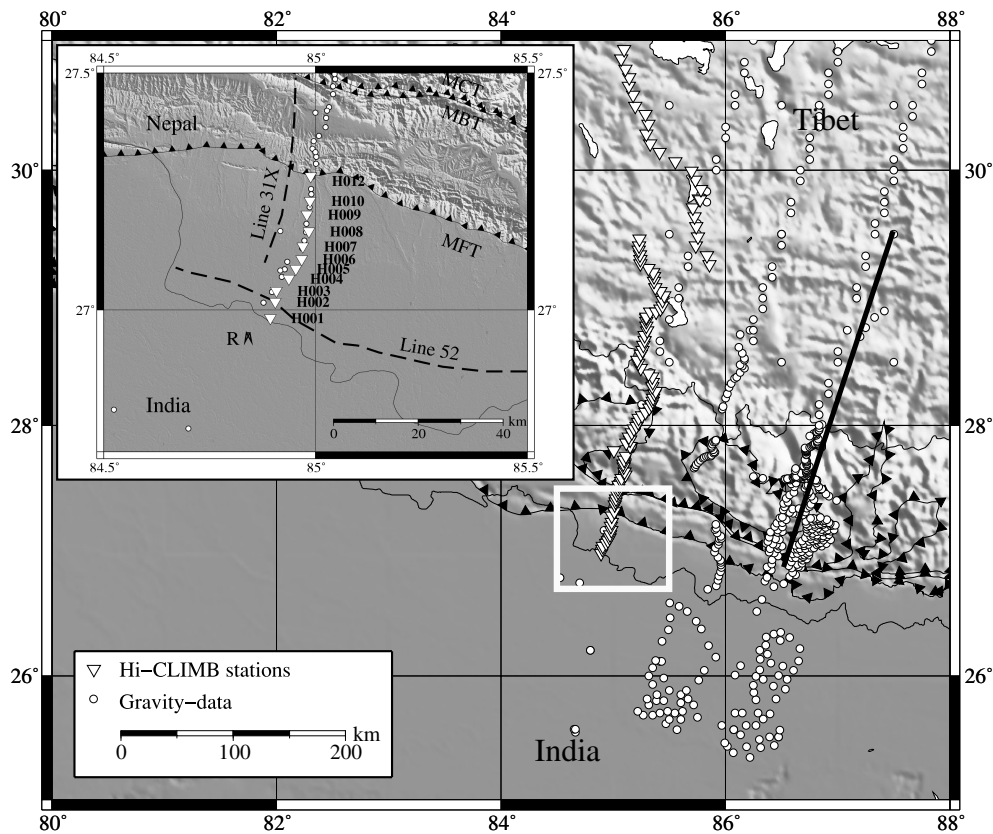 80°
82°
84°
86°
88°
84.5°
85°
85.5°
27.5°
27.5°
MCT
MBT
Nepal
Tibet
H012
30°
30°
Line 31X
H010
H009
H008
H007
MFT
H006
H005
H004
H003
H002
27°
27°
H001
R
Line 52
India
km
0
20
40
28°
28°
84.5°
85°
85.5°
Hi−CLIMB stations
26°
26°
Gravity−data
km
0
100
200
India
80°
82°
84°
86°
88°